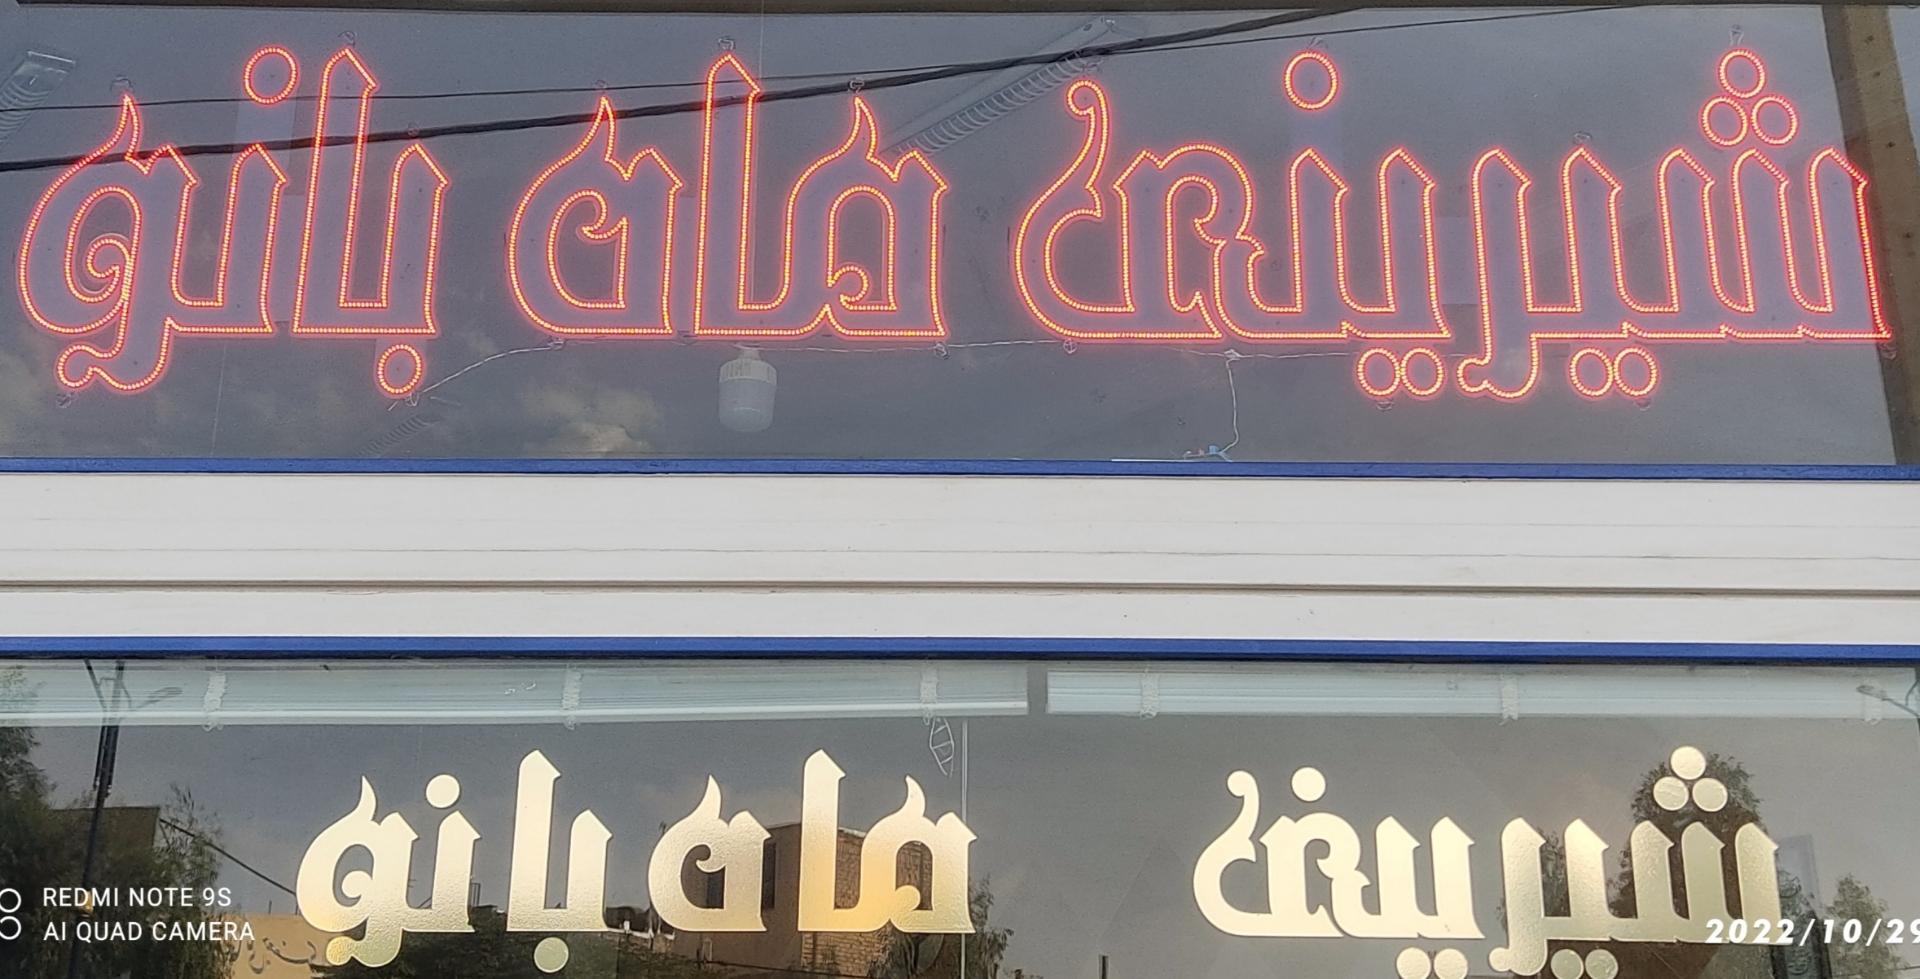 شیرینی ماه بانو
شیرینی ماه بانو
REDMI NOTE 9S
AI QUAD CAMERA
2022/10/29